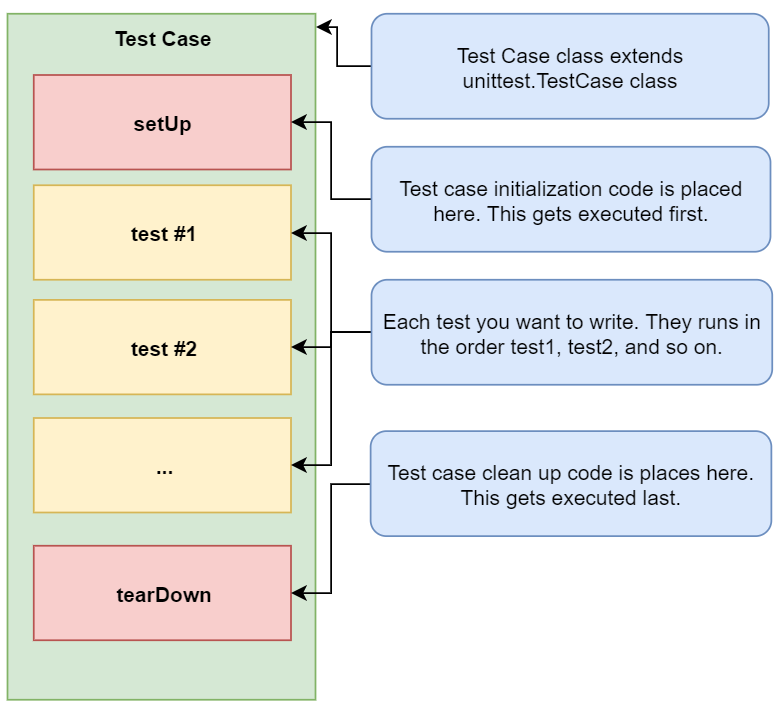 Test Case
setUp
test #1
test #2
...
tearDown
Test Case class extends
unittest.TestCase class
Test case initialization code is placed
here. This gets executed first.
Each test you want to write. They runs in
the order test1, test2, and so on.
Test case clean up code is places here.
This gets executed last.